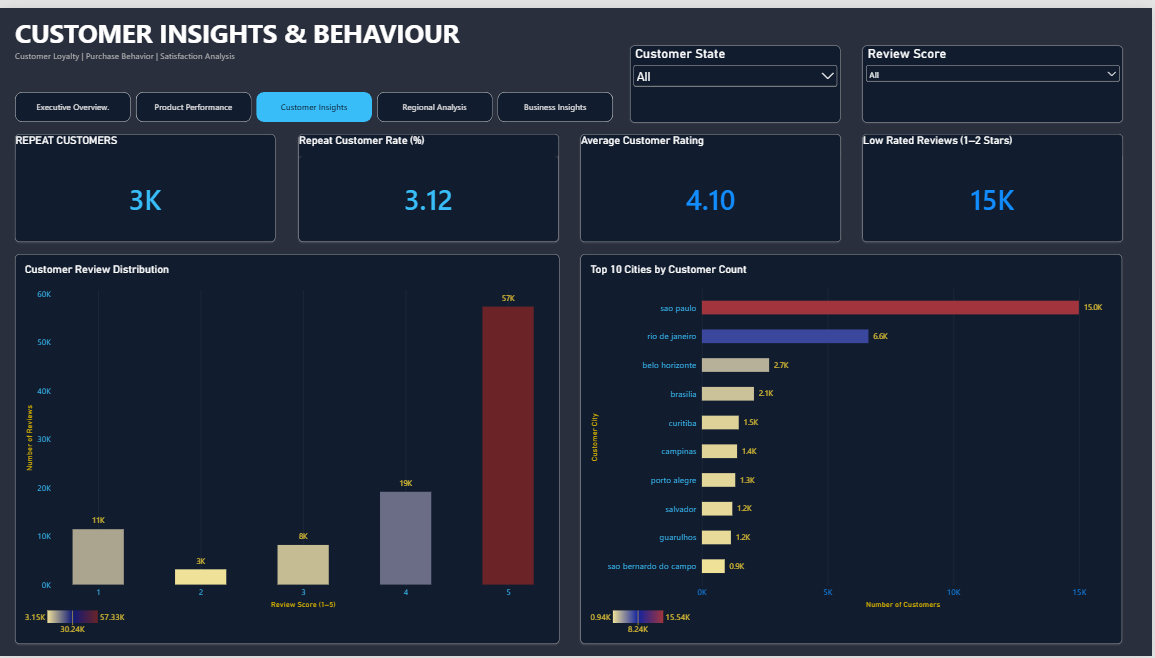 CUSTOMER INSIGHTS & BEHAVIOUR
Customer Loyalty | Purchase Behavior | Satisfaction Analysis
Customer State
All
Review Score
All
Executive Overview.
Product Performance
Customer Insights
Regional Analysis
Business Insights
REPEAT CUSTOMERS
3K
Repeat Customer Rate (%)
3.12
Average Customer Rating
4.10
Low Rated Reviews (1–2 Stars)
15K
Customer Review Distribution
Number of Reviews
60K
50K
40K
30K
20K
10K
0K
11K
3K
8K
19K
57K
1
2
3
4
5
Review Score (1–5)
3.15K
57.33K
30.24K
Top 10 Cities by Customer Count
Customer City
sao paulo 15.0K
rio de janeiro 6.6K
belo horizonte 2.7K
brasilia 2.1K
curitiba 1.5K
campinas 1.4K
porto alegre 1.3K
salvador 1.2K
guarulhos 1.2K
sao bernardo do campo 0.9K
0K
5K
10K
15K
Number of Customers
0.94K
15.54K
8.24K